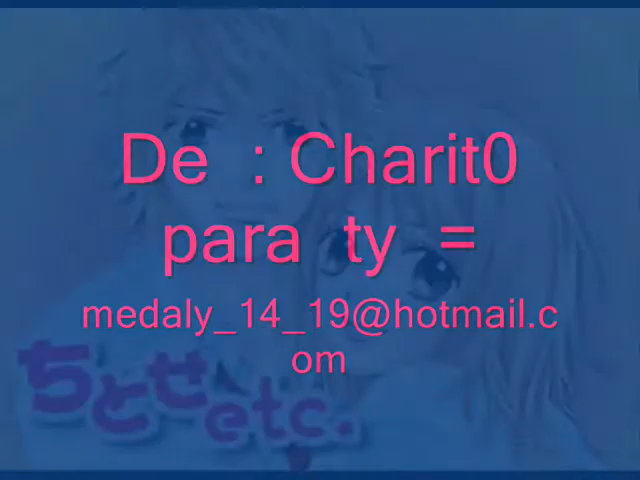 De : Charit0
para ty =
medaly_14_19@hotmail.c
om
ちとせetc.